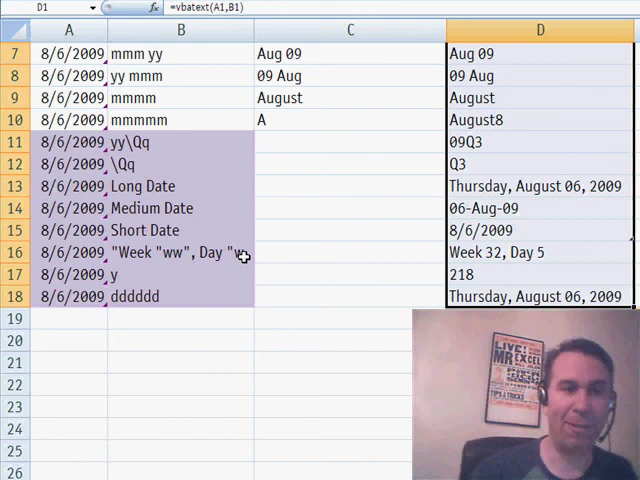 D1 fx =vbatext(A1,B1)
A B C D
7 8/6/2009 mmm yy Aug 09 Aug 09
8 8/6/2009 yy mmm 09 Aug 09 Aug
9 8/6/2009 mmmm August August
10 8/6/2009 mmmmm A August8
11 8/6/2009 yy\Qq 09Q3
12 8/6/2009 \Qq Q3
13 8/6/2009 Long Date Thursday, August 06, 2009
14 8/6/2009 Medium Date 06-Aug-09
15 8/6/2009 Short Date 8/6/2009
16 8/6/2009 "Week "ww", Day "w Week 32, Day 5
17 8/6/2009 y 218
18 8/6/2009 dddddd Thursday, August 06, 2009
19
20
21
22
23
24
25
26
LIVE!
MR EXCEL
TIPS & TRICKS